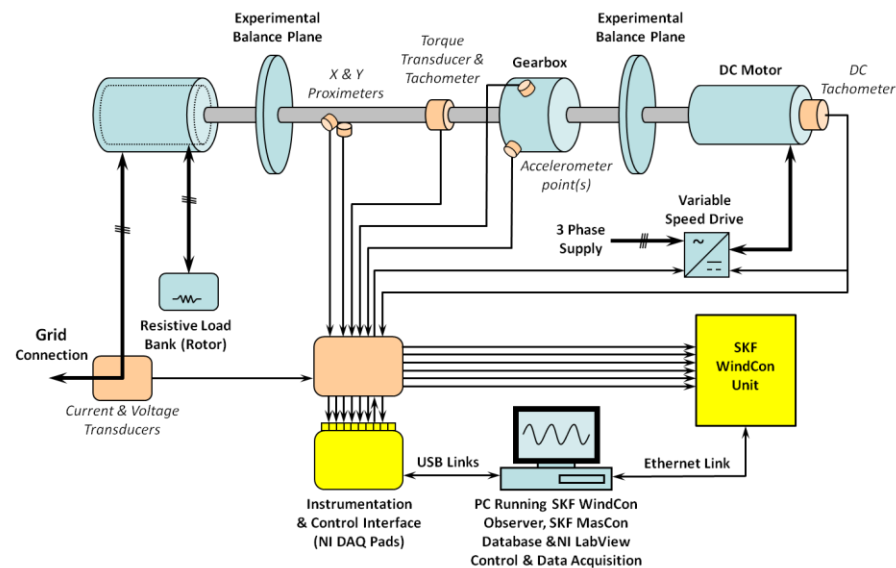 Experimental
Balance Plane
X & Y
Proximeters
Torque
Transducer &
Tachometer
Gearbox
Experimental
Balance Plane
DC Motor
DC
Tachometer
Accelerometer
point(s)
3 Phase
Supply
Variable
Speed Drive
~
Resistive Load
Bank (Rotor)
Grid
Connection
Current & Voltage
Transducers
SKF
WindCon
Unit
USB Links
Ethernet Link
Instrumentation
& Control Interface
(NI DAQ Pads)
PC Running SKF WindCon
Observer, SKF MasCon
Database &NI LabView
Control & Data Acquisition